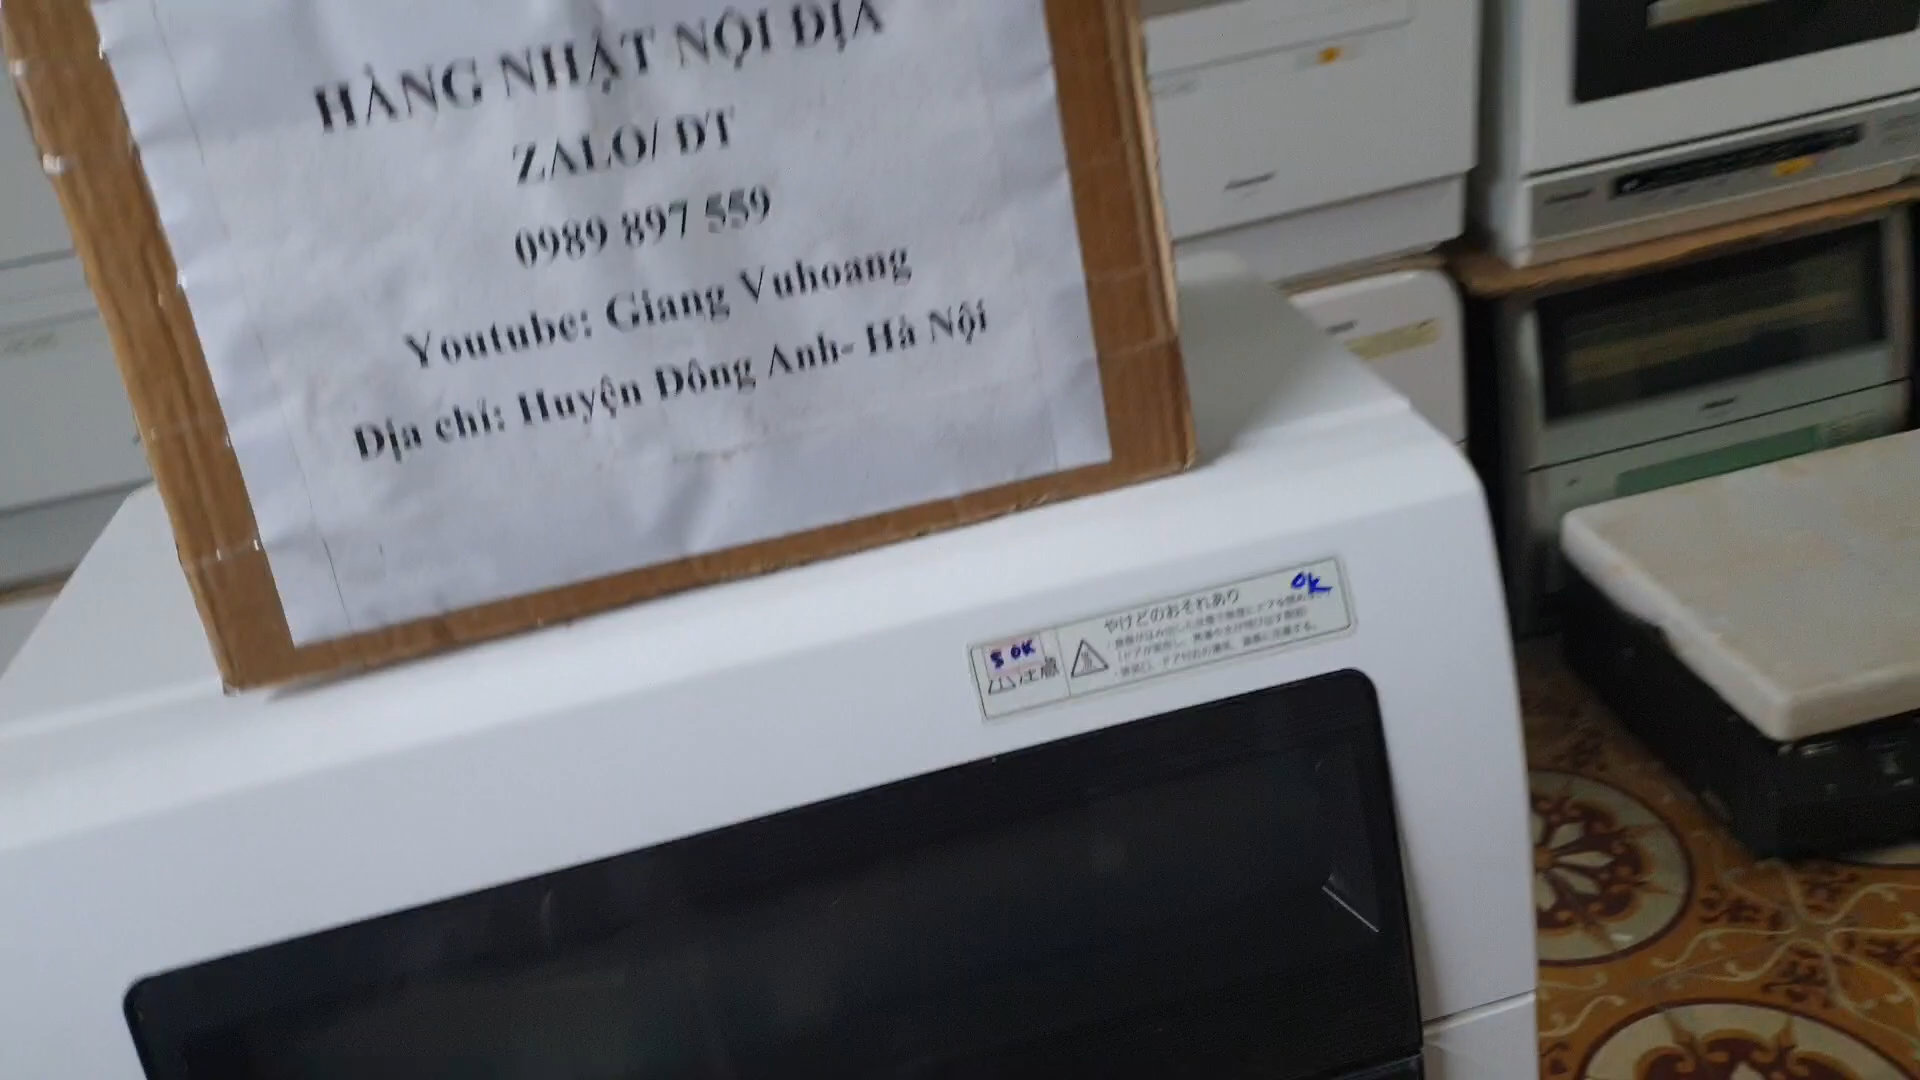 HÀNG NHẬT NỘI ĐỊA
ZALO/ ĐT
0989 897 559
Youtube: Giang Vuhoang
Địa chỉ: Huyện Đông Anh- Hà Nội
OK
やけどのおそれあり
S OK
注意